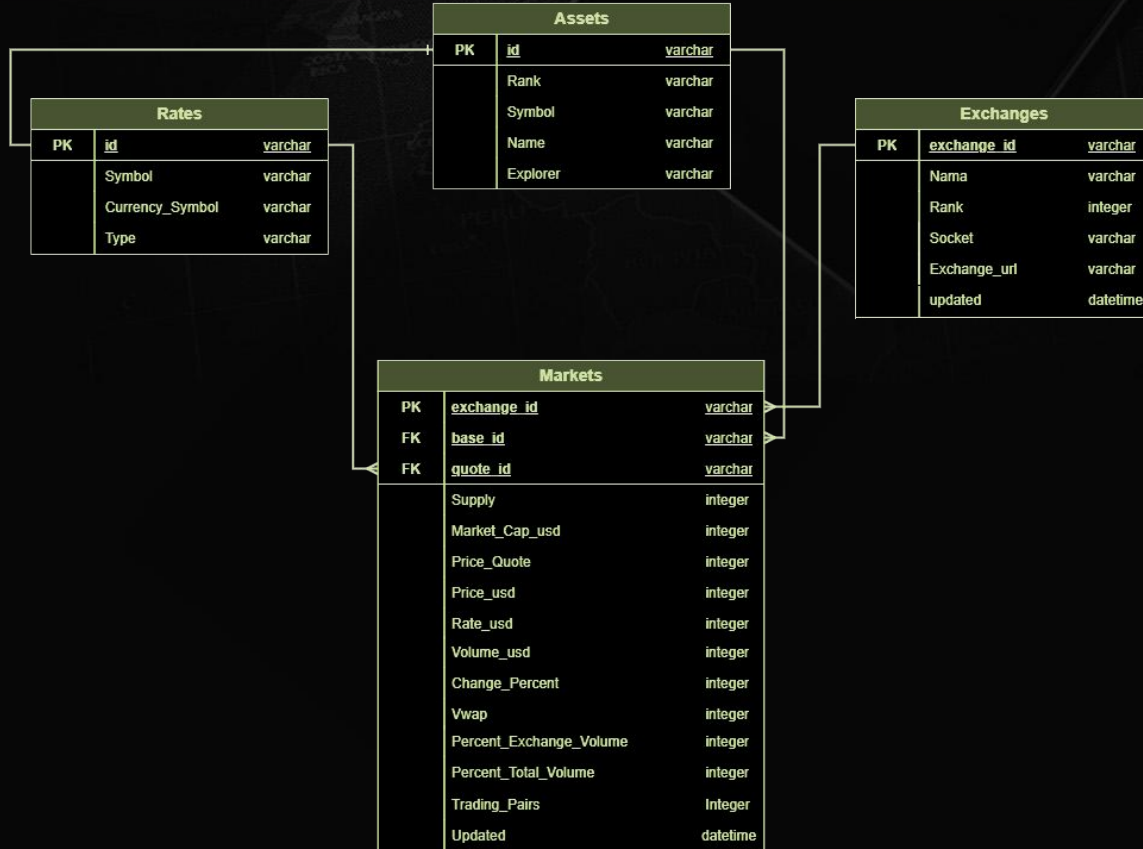 Assets
PK id varchar
Rank varchar
Symbol varchar
Name varchar
Explorer varchar
Rates
PK id varchar
Symbol varchar
Currency_Symbol varchar
Type varchar
Exchanges
PK exchange_id varchar
Nama varchar
Rank integer
Socket varchar
Exchange_url varchar
updated datetime
Markets
PK exchange_id varchar
FK base_id varchar
FK quote_id varchar
Supply integer
Market_Cap_usd integer
Price_Quote integer
Price_usd integer
Rate_usd integer
Volume_usd integer
Change_Percent integer
Vwap integer
Percent_Exchange_Volume integer
Percent_Total_Volume integer
Trading_Pairs Integer
Updated datetime